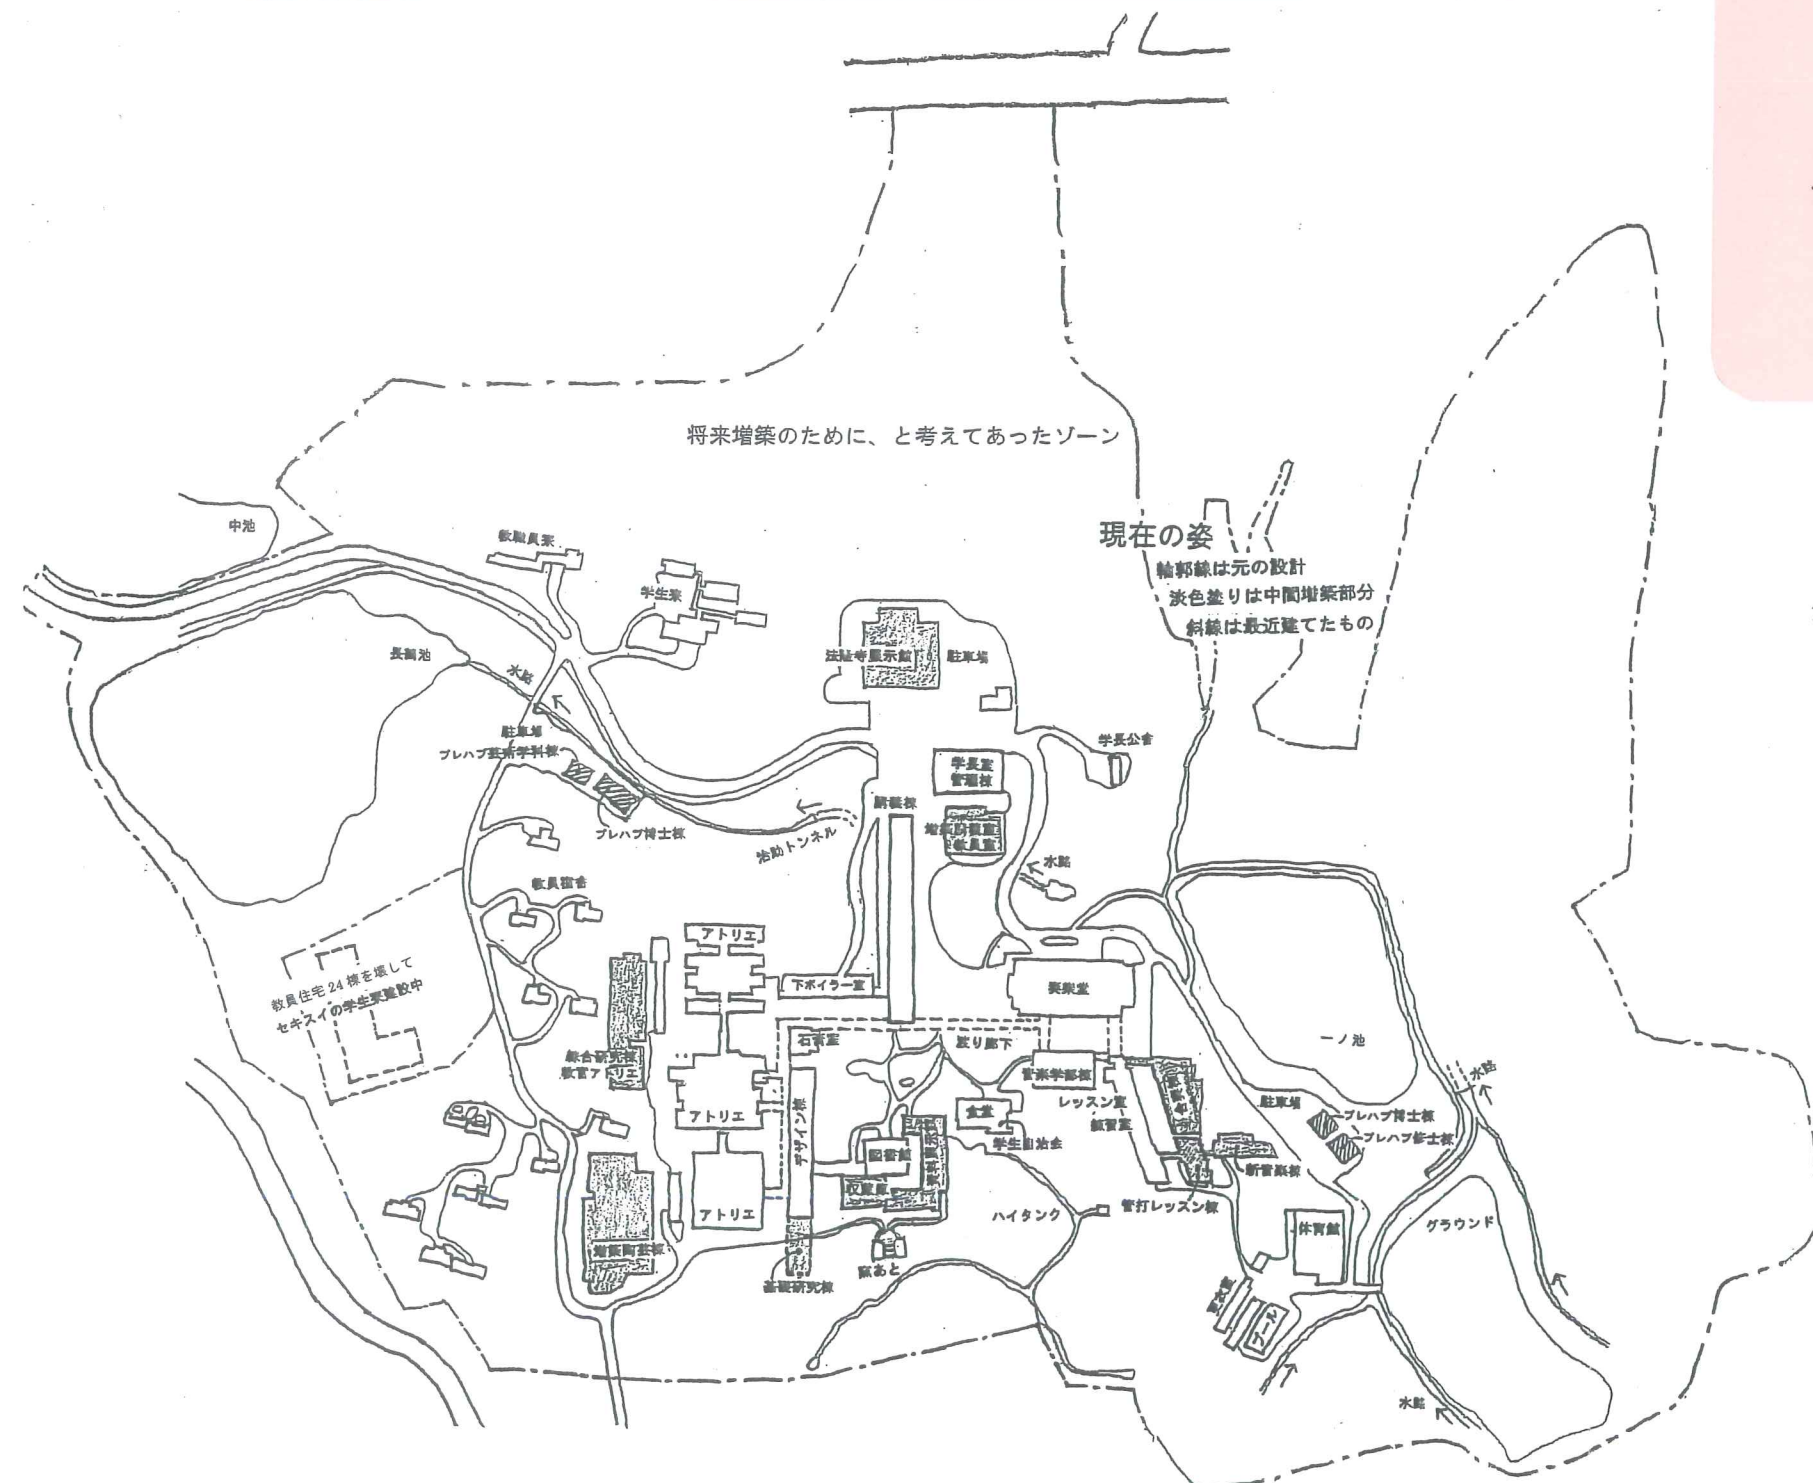 将来増築のために、と考えてあったゾーン
現在の姿
輪郭線は元の設計
淡色塗りは中間増築部分
斜線は最近建てたもの
中池
教職員寮
学生寮
長鶴池
水路
駐車場
プレハブ芸術学科棟
プレハブ博士棟
法隆寺展示館
駐車場
学長公舎
学長室
管理棟
講義棟
教員室
治助トンネル
水路
教員宿舎
教員住宅24棟を壊して
セキスイの学生寮建設中
アトリエ
下ボイラー室
奏楽堂
一ノ池
石膏室
渡り廊下
綜合研究棟
教官アトリエ
音楽学部棟
レッスン室
練習室
食堂
学生自治会
アトリエ
デザイン棟
図書館
収蔵庫
駐車場
水路
プレハブ博士棟
プレハブ修士棟
新音楽棟
管打レッスン棟
アトリエ
ハイタンク
体育館
グラウンド
増築陶芸棟
窯あと
基礎研究棟
更衣室
プール
水路